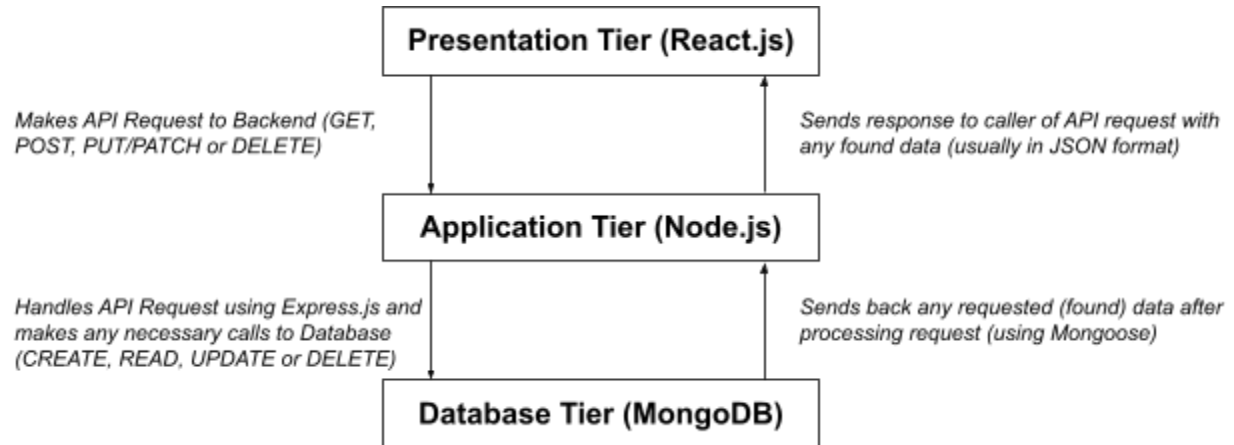 Presentation Tier (React.js)
Makes API Request to Backend (GET,
POST, PUT/PATCH or DELETE)
Sends response to caller of API request with
any found data (usually in JSON format)
Application Tier (Node.js)
Handles API Request using Express.js and
makes any necessary calls to Database
(CREATE, READ, UPDATE or DELETE)
Sends back any requested (found) data after
processing request (using Mongoose)
Database Tier (MongoDB)